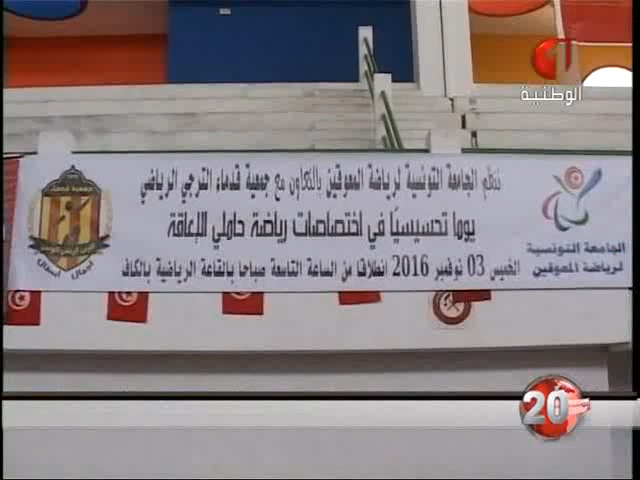 الوطنية
تنظم الجامعة التونسية لرياضة المعوقين بالتعاون مع جمعية قدماء الترجي الرياضي
يوما تحسيسيا في اختصاصات رياضة حاملي الإعاقة
الخميس 03 نوفمبر 2016 انطلاقا من الساعة التاسعة صباحا بالقاعة الرياضية بالكاف
الجامعة التونسية
لرياضة المعوقين
20